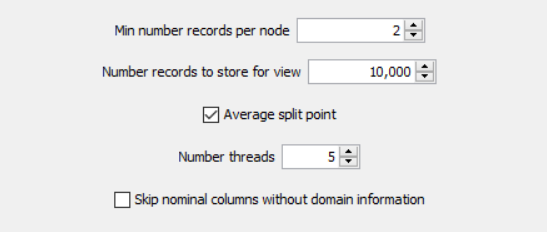 Min number records per node 2
Number records to store for view 10,000
Average split point
Number threads 5
Skip nominal columns without domain information